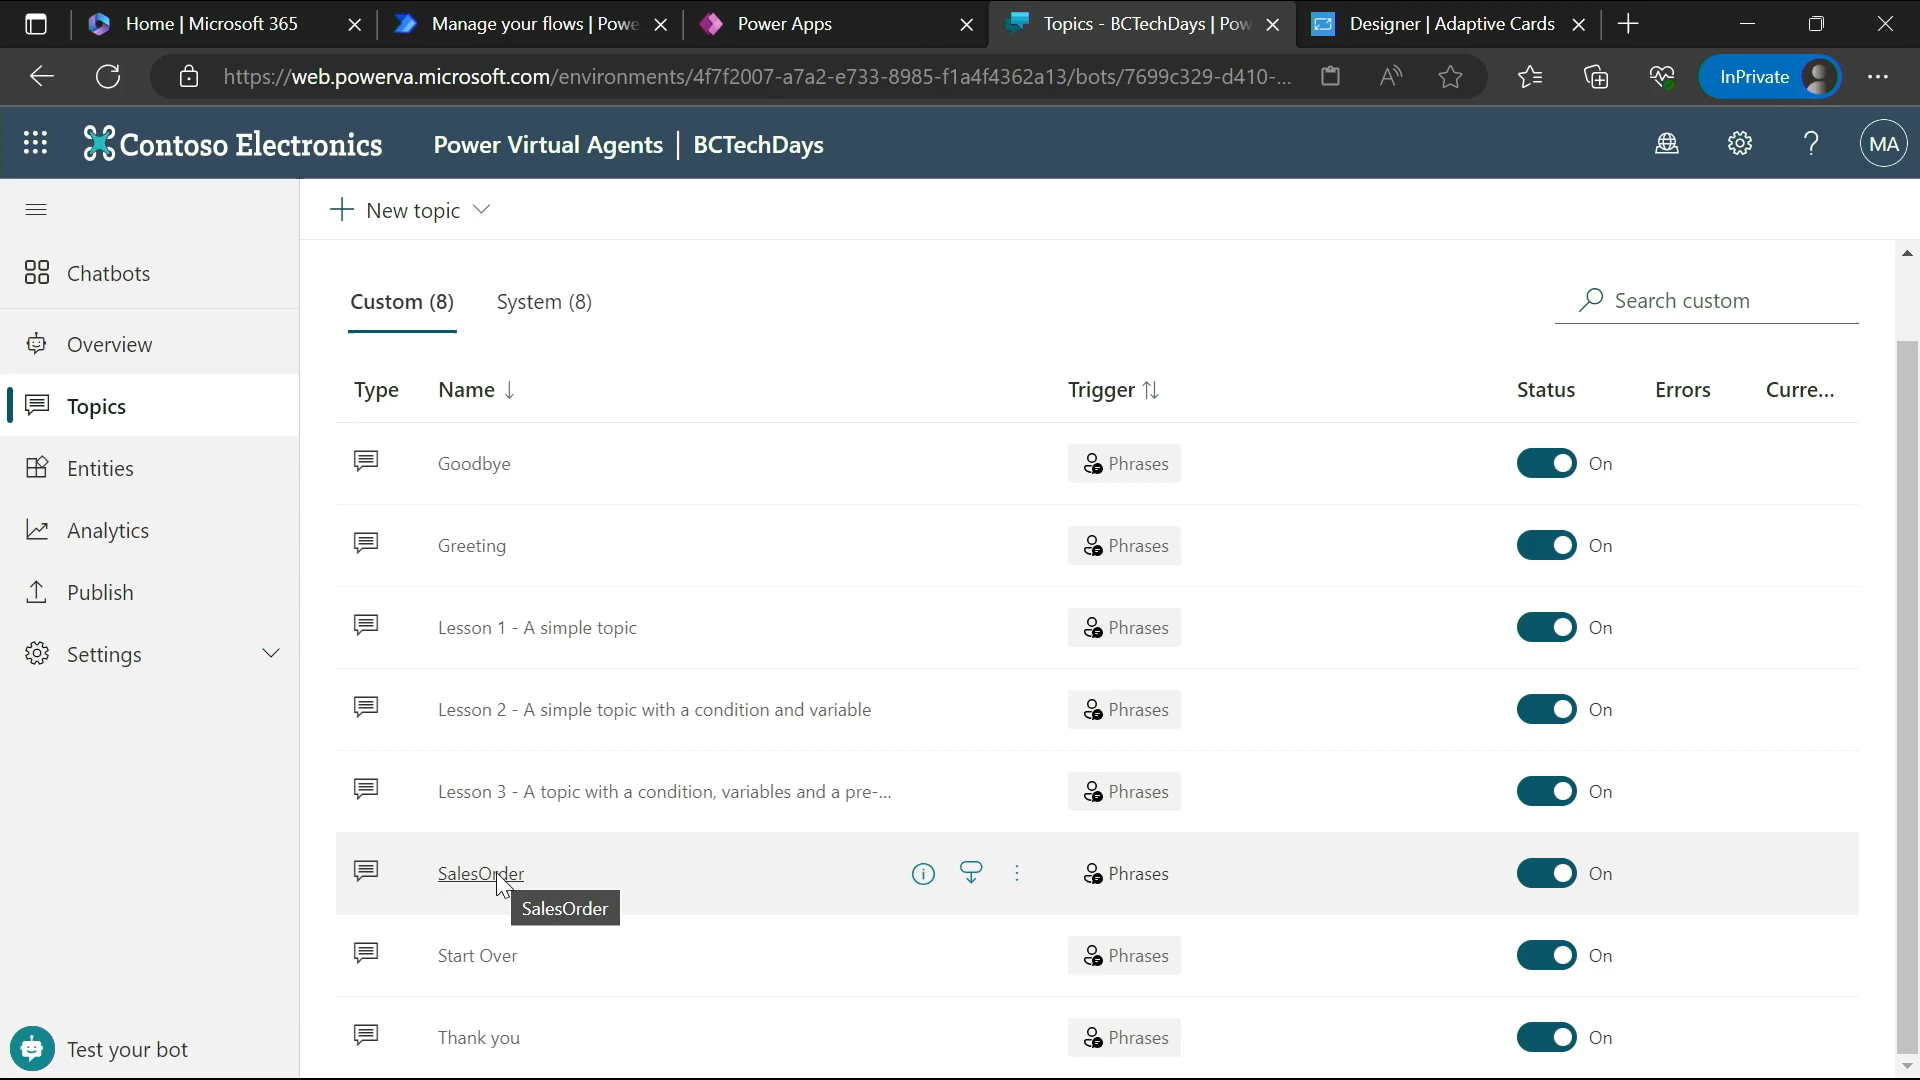 Home | Microsoft 365
Manage your flows | Powe
Power Apps
Topics - BCTechDays | Pow
Designer | Adaptive Cards
https://web.powerva.microsoft.com/environments/4f7f2007-a7a2-e733-8985-f1a4f4362a13/bots/7699c329-d410-...
InPrivate
Contoso Electronics
Power Virtual Agents | BCTechDays
MA
New topic
Chatbots
Overview
Topics
Entities
Analytics
Publish
Settings
Test your bot
Custom (8)
System (8)
Search custom
Type
Name
Trigger
Status
Errors
Curre...
Goodbye
Phrases
On
Greeting
Phrases
On
Lesson 1 - A simple topic
Phrases
On
Lesson 2 - A simple topic with a condition and variable
Phrases
On
Lesson 3 - A topic with a condition, variables and a pre-...
Phrases
On
SalesOrder
Phrases
On
SalesOrder
Start Over
Phrases
On
Thank you
Phrases
On